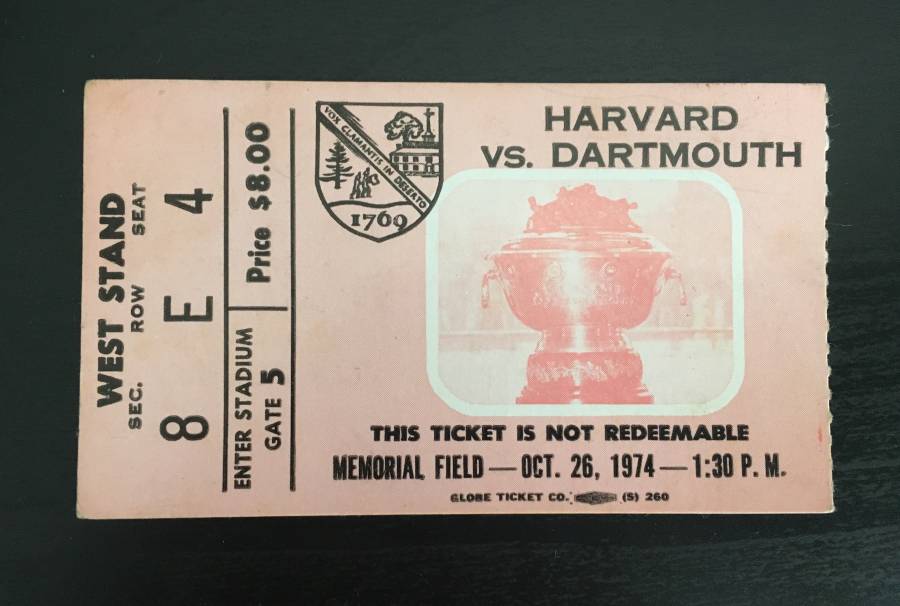 WEST STAND
SEC. ROW SEAT
8 E 4
Price $8.00
ENTER STADIUM
GATE 5
VOX CLAMANTIS IN DESERTO
1769
HARVARD
VS. DARTMOUTH
THIS TICKET IS NOT REDEEMABLE
MEMORIAL FIELD — OCT. 26, 1974 — 1:30 P. M.
GLOBE TICKET CO. (S) 260